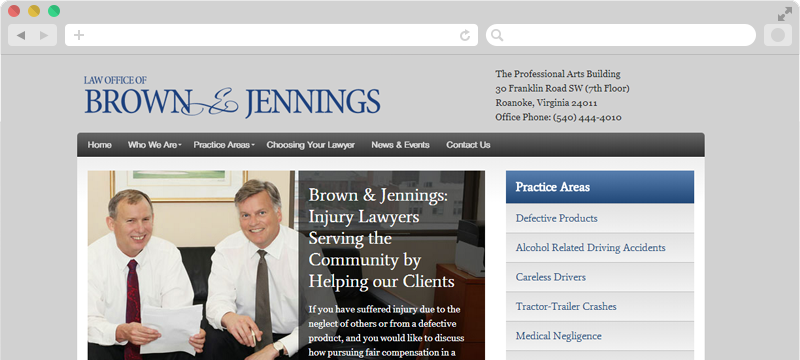 LAW OFFICE OF
BROWN & JENNINGS
The Professional Arts Building
30 Franklin Road SW (7th Floor)
Roanoke, Virginia 24011
Office Phone: (540) 444-4010
Home Who We Are Practice Areas Choosing Your Lawyer News & Events Contact Us
Brown & Jennings:
Injury Lawyers
Serving the
Community by
Helping our Clients
If you have suffered injury due to the
neglect of others or from a defective
product, and you would like to discuss
how pursuing fair compensation in a
Practice Areas
Defective Products
Alcohol Related Driving Accidents
Careless Drivers
Tractor-Trailer Crashes
Medical Negligence